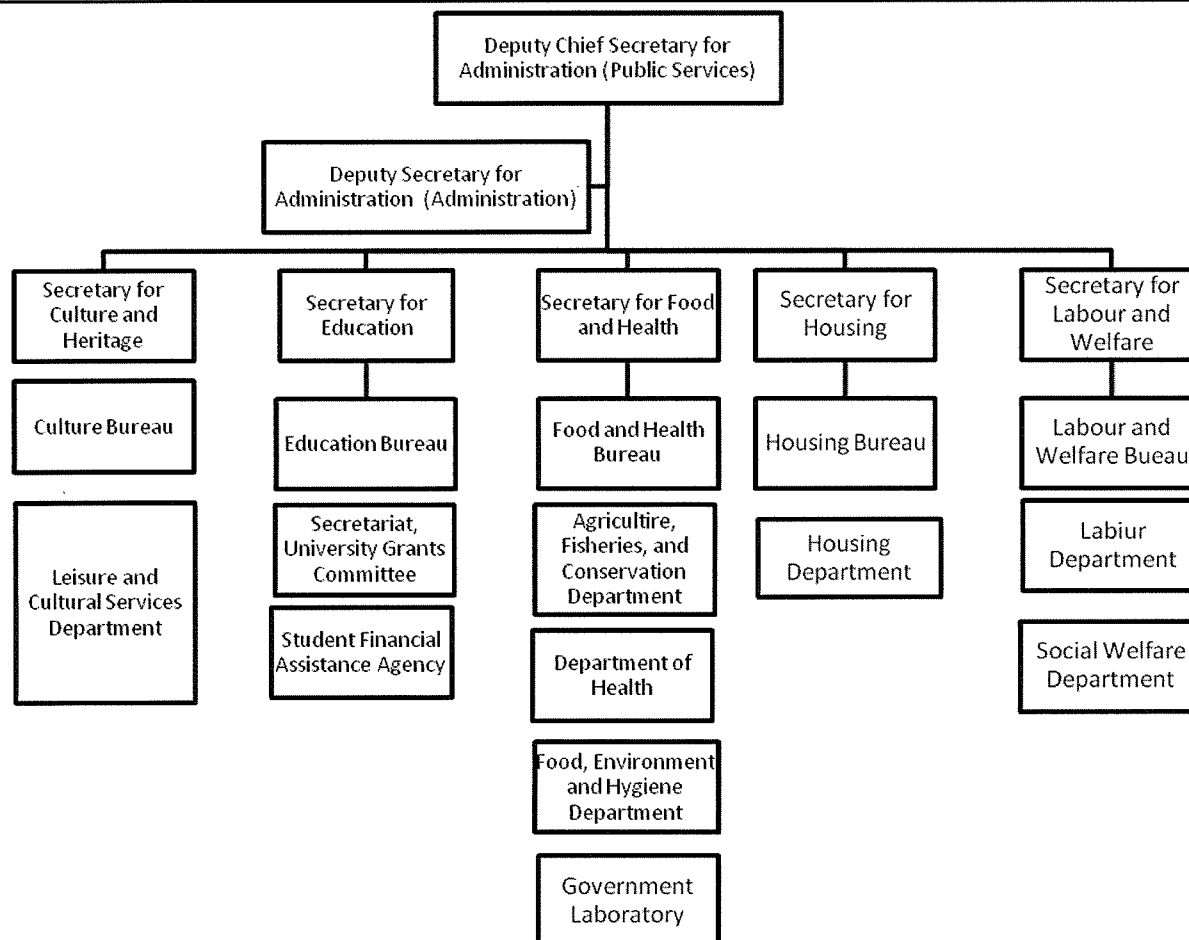 Deputy Chief Secretary for
Administration (Public Services)
Deputy Secretary for
Administration (Administration)
Secretary for
Culture and
Heritage
Secretary for
Education
Secretary for Food
and Health
Secretary for
Housing
Secretary for
Labour and
Welfare
Culture Bureau
Education Bureau
Food and Health
Bureau
Housing Bureau
Labour and
Welfare Bueau
Leisure and
Cultural Services
Department
Secretariat,
University Grants
Committee
Agricultire,
Fisheries, and
Conservation
Department
Housing
Department
Labiur
Department
Student Financial
Assistance Agency
Department of
Health
Social Welfare
Department
Food, Environment
and Hygiene
Department
Government
Laboratory